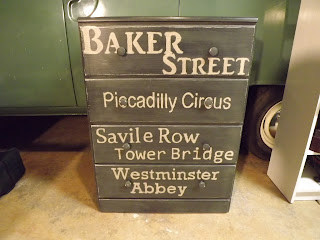 BAKER
STREET
Piccadilly Circus
Savile Row
Tower Bridge
Westminster
Abbey